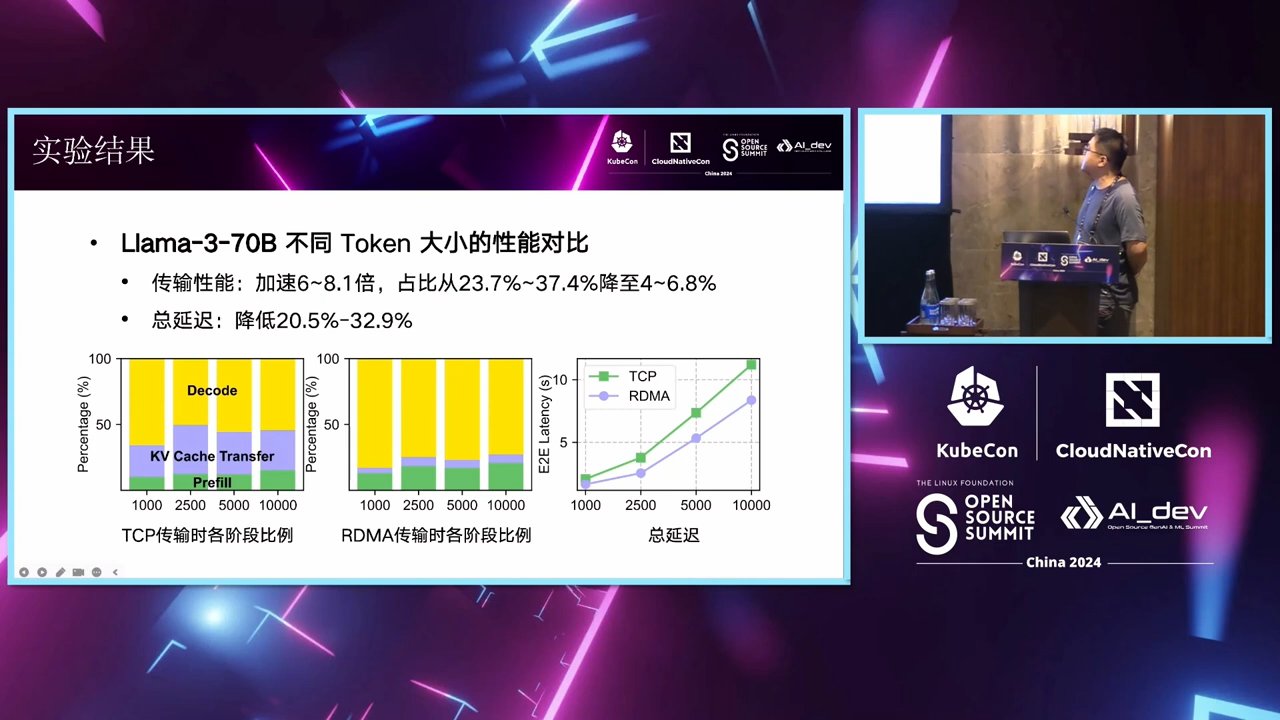 实验结果
KubeCon
CloudNativeCon
THE LINUX FOUNDATION
OPEN SOURCE SUMMIT
AI_dev
China 2024
• Llama-3-70B 不同 Token 大小的性能对比
• 传输性能：加速6~8.1倍，占比从23.7%~37.4%降至4~6.8%
• 总延迟：降低20.5%-32.9%
Percentage (%)
100
50
Decode
KV Cache Transfer
Prefill
1000 2500 5000 10000
TCP传输时各阶段比例
Percentage (%)
100
50
1000 2500 5000 10000
RDMA传输时各阶段比例
E2E Latency (s)
10
5
TCP
RDMA
1000 2500 5000 10000
总延迟
KubeCon
CloudNativeCon
THE LINUX FOUNDATION
OPEN
SOURCE
SUMMIT
AI_dev
Open Source GenAI & ML Summit
China 2024